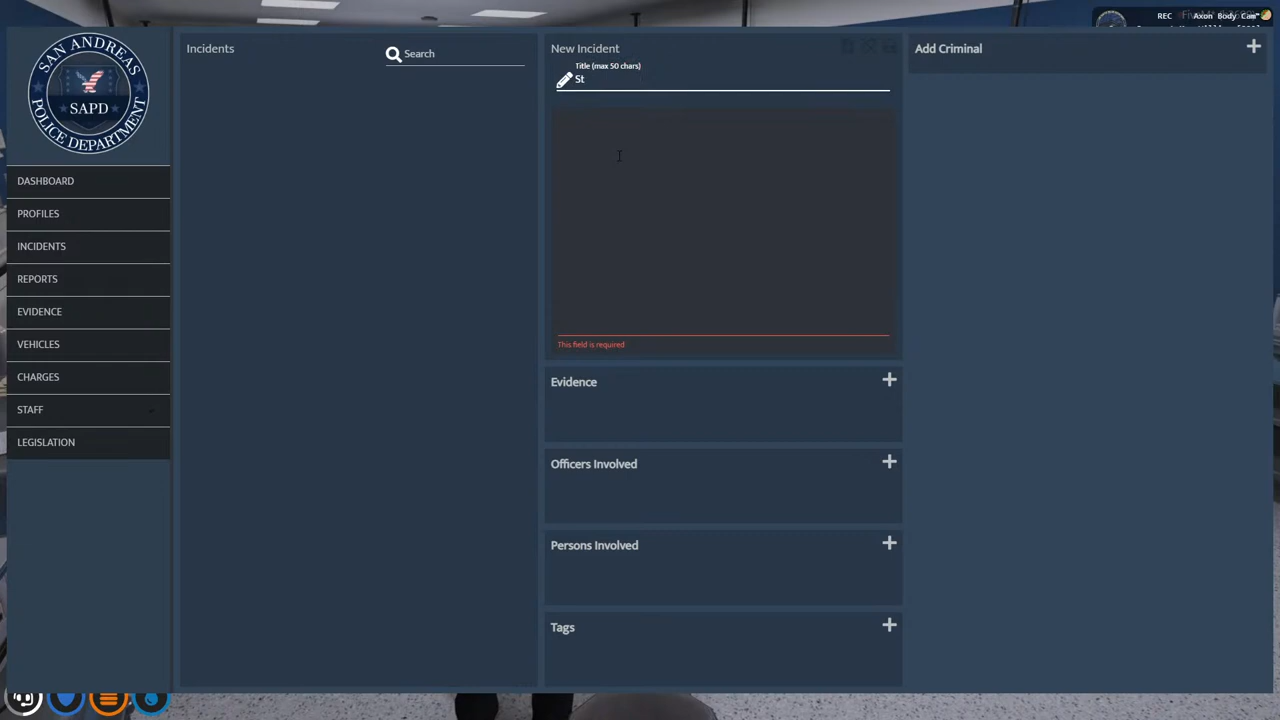 REC Axon Body Cam
SAN ANDREAS
SAPD
POLICE DEPARTMENT
DASHBOARD
PROFILES
INCIDENTS
REPORTS
EVIDENCE
VEHICLES
CHARGES
STAFF
LEGISLATION
Incidents
Search
New Incident
Title (max 50 chars)
St
This field is required
Evidence
Officers Involved
Persons Involved
Tags
Add Criminal